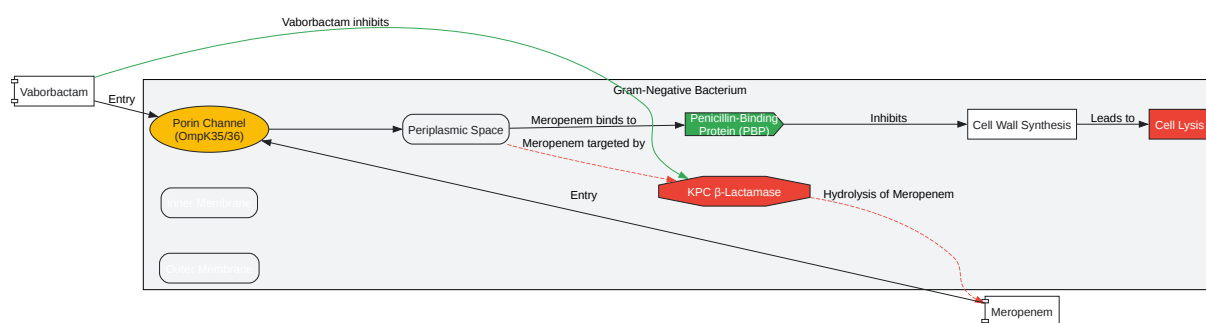 Vaborbactam inhibits
Gram-Negative Bacterium
Vaborbactam
Entry
Porin Channel
(OmpK35/36)
Periplasmic Space
Meropenem binds to
Penicillin-Binding
Protein (PBP)
Inhibits
Cell Wall Synthesis
Leads to
Cell Lysis
Meropenem targeted by
KPC β-Lactamase
Hydrolysis of Meropenem
Entry
Inner Membrane
Outer Membrane
Meropenem